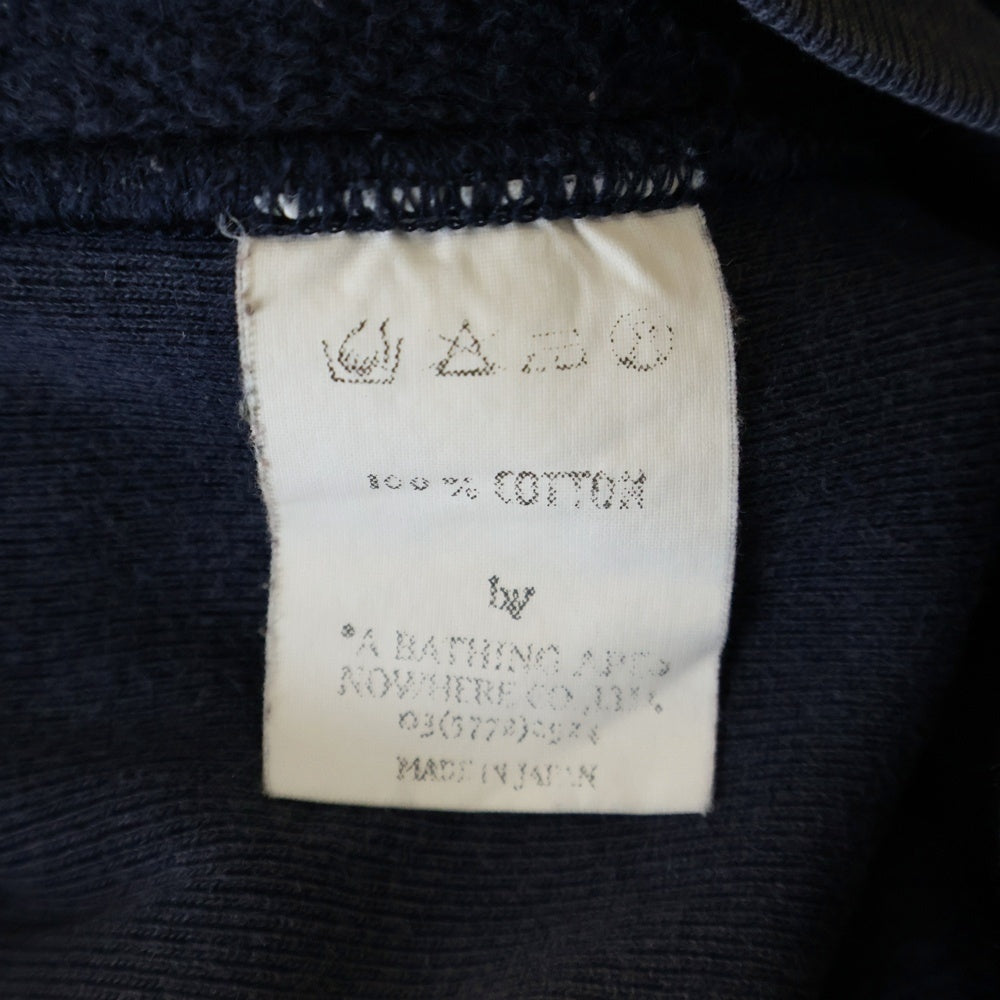 100% COTTON
by
"A BATHING APE"
NOWHERE CO.,LTD.
MADE IN JAPAN